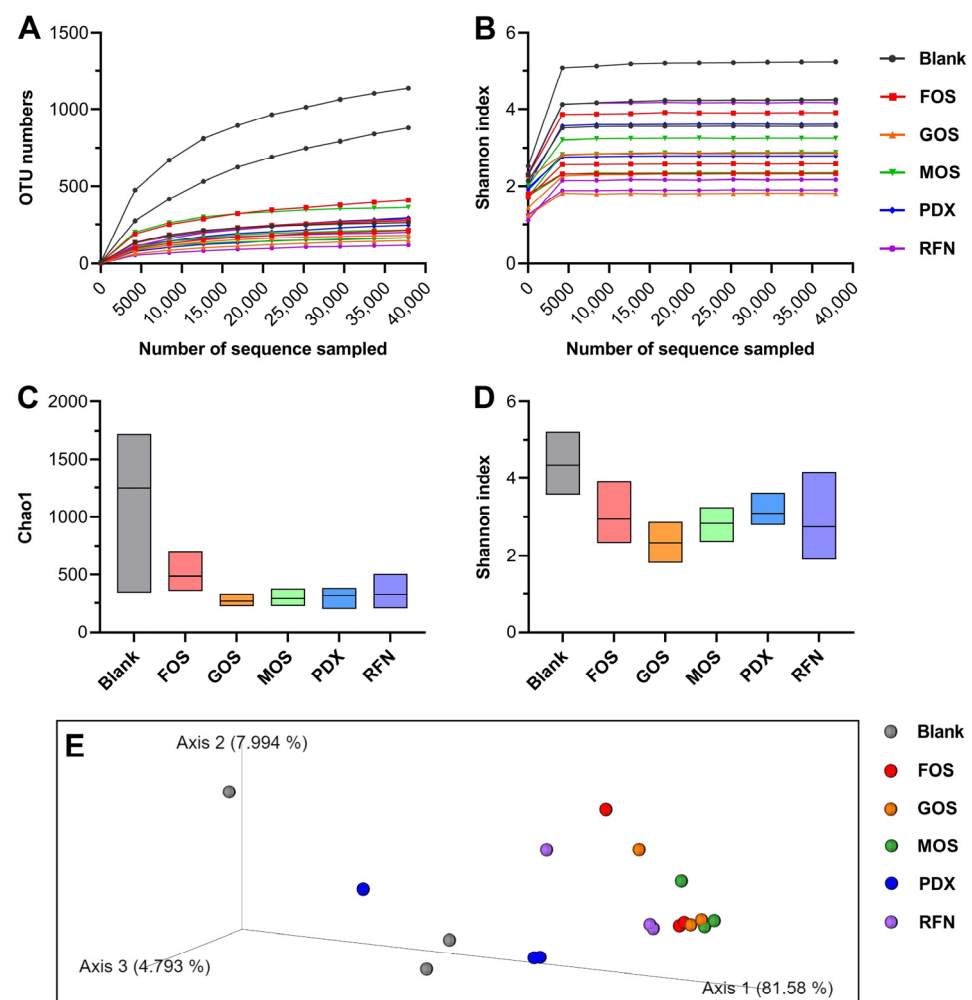 A
1500
1000
500
0
OTU numbers
0
5000
10,000
15,000
20,000
25,000
30,000
35,000
40,000
Number of sequence sampled
B
6
4
2
0
Shannon index
0
5000
10,000
15,000
20,000
25,000
30,000
35,000
40,000
Number of sequence sampled
Blank
FOS
GOS
MOS
PDX
RFN
C
2000
1500
1000
500
0
Chao1
Blank
FOS
GOS
MOS
PDX
RFN
D
6
4
2
0
Shannon index
Blank
FOS
GOS
MOS
PDX
RFN
E
Axis 2 (7.994 %)
Axis 3 (4.793 %)
Axis 1 (81.58 %)
Blank
FOS
GOS
MOS
PDX
RFN